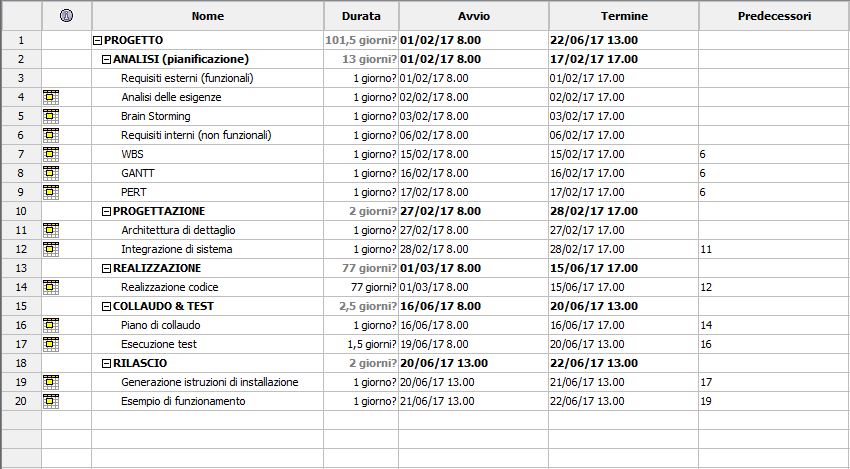 Nome Durata Avvio Termine Predecessori
1 PROGETTO 101,5 giorni? 01/02/17 8.00 22/06/17 13.00
2 ANALISI (pianificazione) 13 giorni? 01/02/17 8.00 17/02/17 17.00
3 Requisiti esterni (funzionali) 1 giorno? 01/02/17 8.00 01/02/17 17.00
4 Analisi delle esigenze 1 giorno? 02/02/17 8.00 02/02/17 17.00
5 Brain Storming 1 giorno? 03/02/17 8.00 03/02/17 17.00
6 Requisiti interni (non funzionali) 1 giorno? 06/02/17 8.00 06/02/17 17.00
7 WBS 1 giorno? 15/02/17 8.00 15/02/17 17.00 6
8 GANTT 1 giorno? 16/02/17 8.00 16/02/17 17.00 6
9 PERT 1 giorno? 17/02/17 8.00 17/02/17 17.00 6
10 PROGETTAZIONE 2 giorni? 27/02/17 8.00 28/02/17 17.00
11 Architettura di dettaglio 1 giorno? 27/02/17 8.00 27/02/17 17.00
12 Integrazione di sistema 1 giorno? 28/02/17 8.00 28/02/17 17.00 11
13 REALIZZAZIONE 77 giorni? 01/03/17 8.00 15/06/17 17.00
14 Realizzazione codice 77 giorni? 01/03/17 8.00 15/06/17 17.00 12
15 COLLAUDO & TEST 2,5 giorni? 16/06/17 8.00 20/06/17 13.00
16 Piano di collaudo 1 giorno? 16/06/17 8.00 16/06/17 17.00 14
17 Esecuzione test 1,5 giorni? 19/06/17 8.00 20/06/17 13.00 16
18 RILASCIO 2 giorni? 20/06/17 13.00 22/06/17 13.00
19 Generazione istruzioni di installazione 1 giorno? 20/06/17 13.00 21/06/17 13.00 17
20 Esempio di funzionamento 1 giorno? 21/06/17 13.00 22/06/17 13.00 19